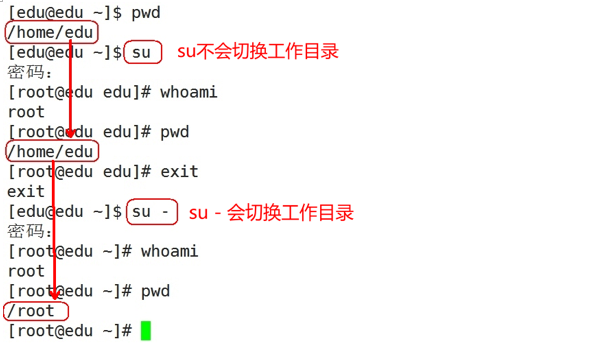 [edu@edu ~]$ pwd
/home/edu
[edu@edu ~]$ su su不会切换工作目录
密码：
[root@edu edu]# whoami
root
[root@edu edu]# pwd
/home/edu
[root@edu edu]# exit
exit
[edu@edu ~]$ su - su - 会切换工作目录
密码：
[root@edu ~]# whoami
root
[root@edu ~]# pwd
/root
[root@edu ~]#